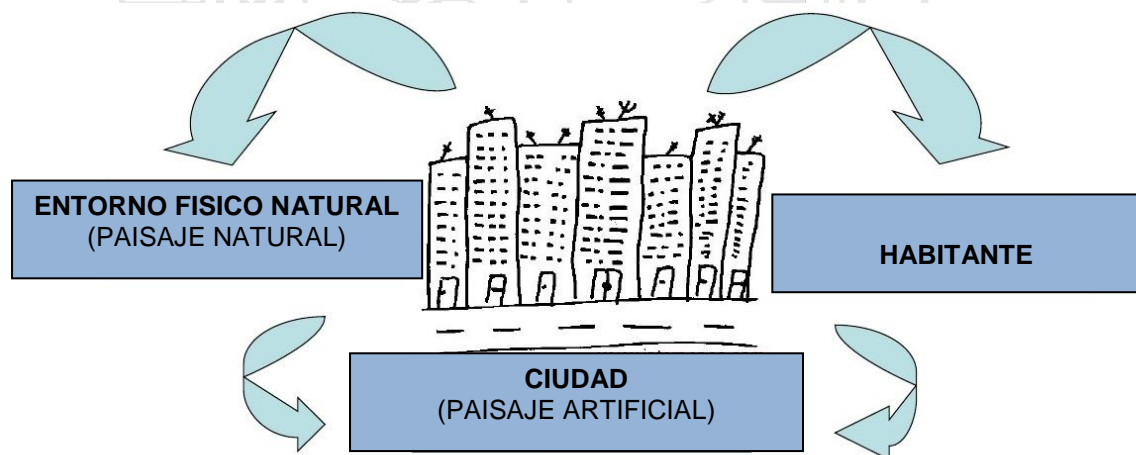 ENTORNO FISICO NATURAL
(PAISAJE NATURAL)
HABITANTE
CIUDAD
(PAISAJE ARTIFICIAL)